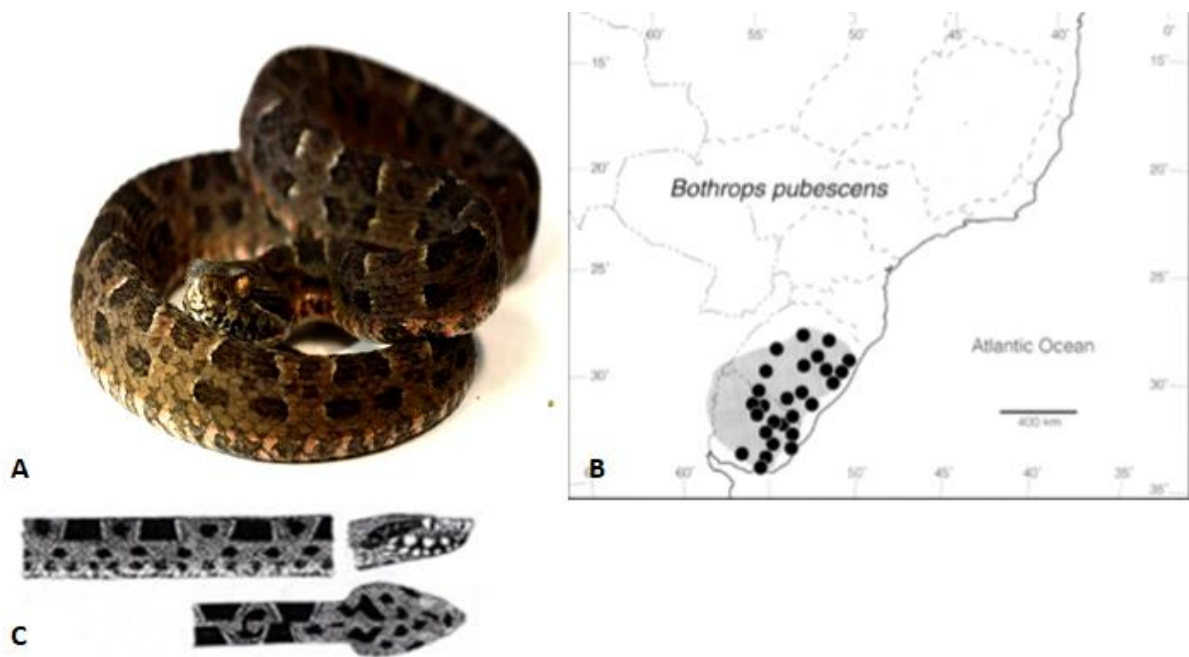 A
60˚ 55˚ 50˚ 45˚ 40˚ 0˚
15˚ 15˚
20˚ 20˚
Bothrops pubescens
25˚ 25˚
Atlantic Ocean
30˚ 30˚
400 km
B
60˚ 55˚ 50˚ 45˚ 40˚ 35˚
35˚
C